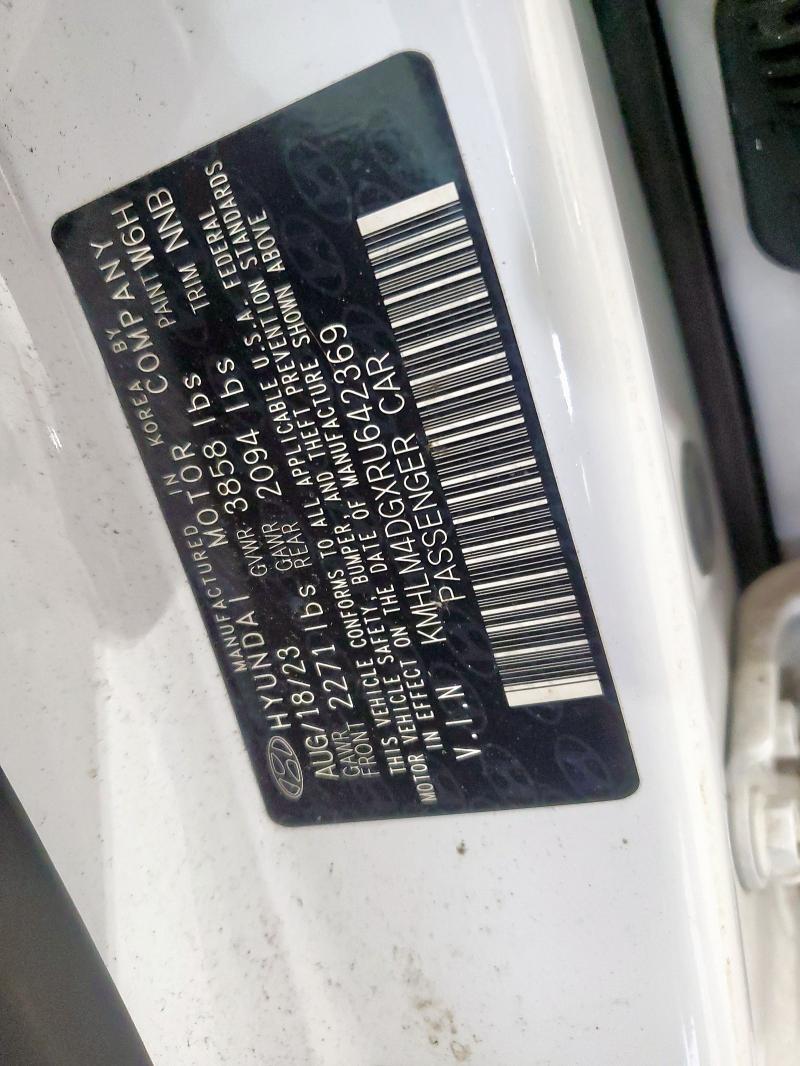 MANUFACTURED IN KOREA BY
HYUNDAI MOTOR COMPANY
AUG/18/23 GVWR 3858 lbs PAINT W6H
GAWR FRONT 2271 lbs GAWR REAR 2094 lbs TRIM NNB
THIS VEHICLE CONFORMS TO ALL APPLICABLE U.S.A. FEDERAL
MOTOR VEHICLE SAFETY, BUMPER, AND THEFT PREVENTION STANDARDS
IN EFFECT ON THE DATE OF MANUFACTURE SHOWN ABOVE
V.I.N KMHLM4DGXRU642369
PASSENGER CAR